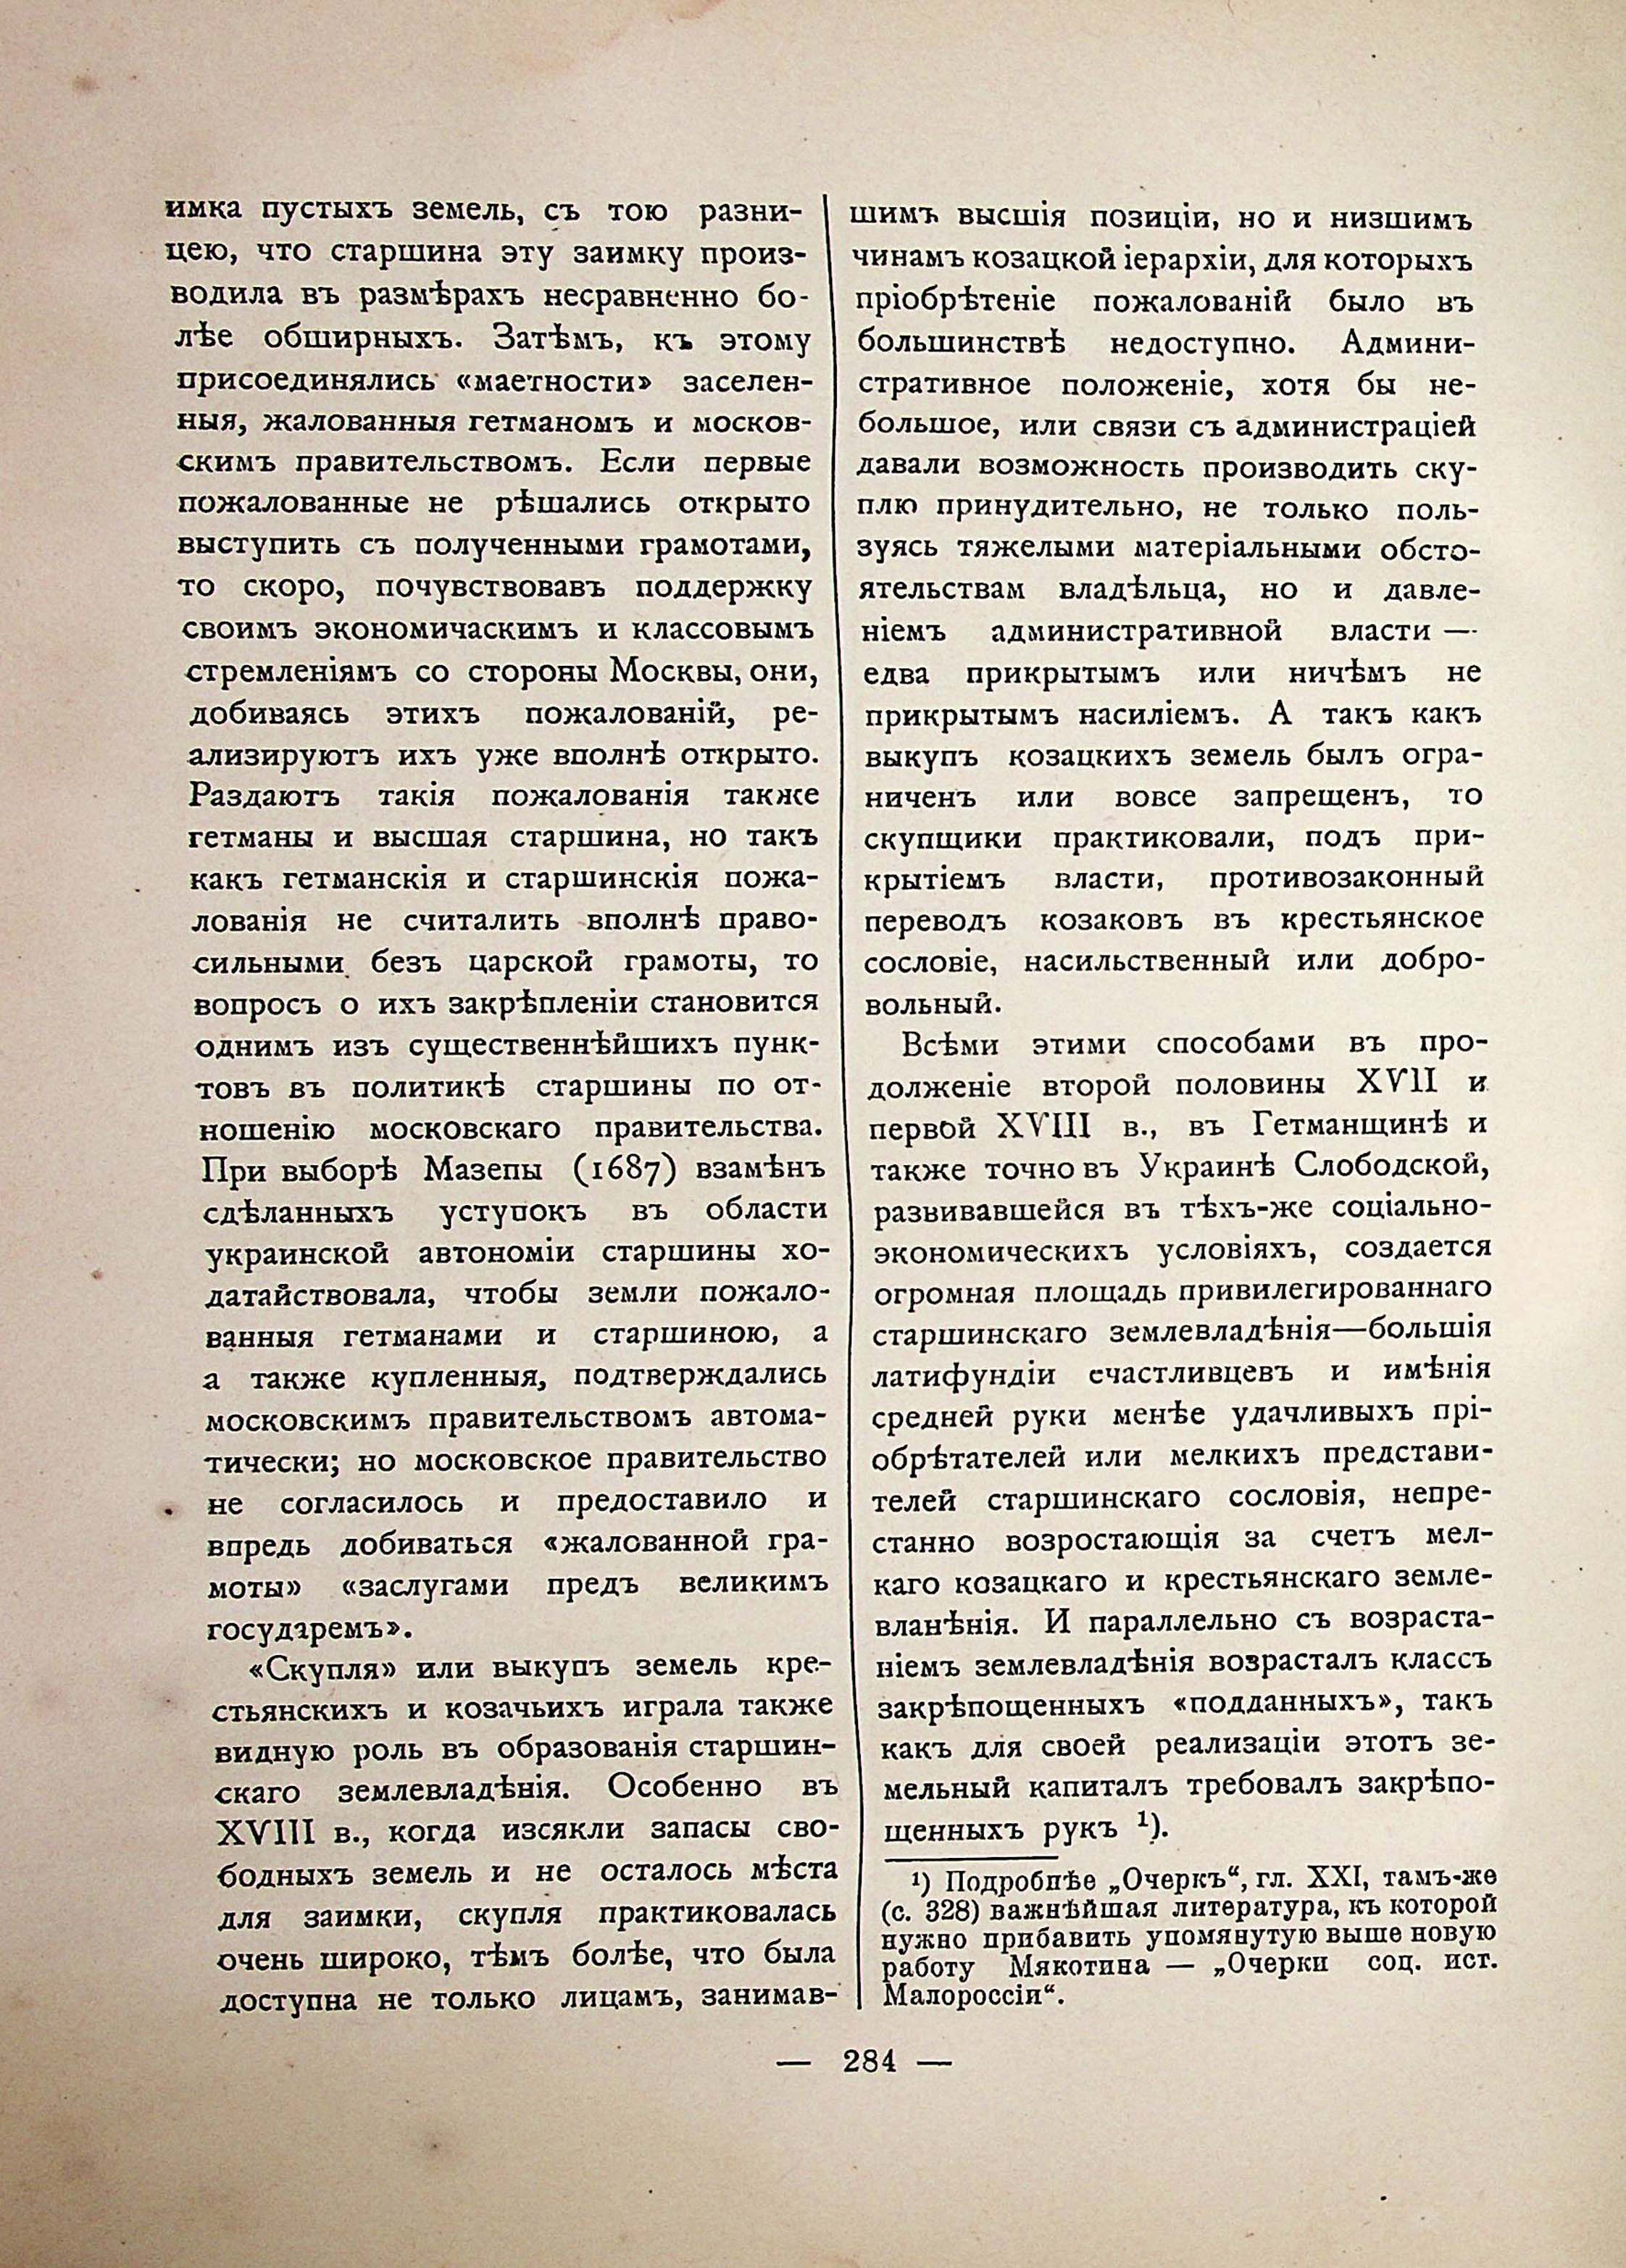 имка пустыхъ земель, съ тою разни-
цею, что старшина эту заимку произ-
водила въ размѣрахъ несравненно бо-
лѣе обширныхъ. Затѣмъ, къ этому
присоединялись «маетности» заселен-
ныя, жалованныя гетманомъ и москов-
скимъ правительствомъ. Если первые
пожалованные не рѣшались открыто
выступить съ полученными грамотами,
то скоро, почувствовавъ поддержку
своимъ экономичаскимъ и классовымъ
стремленіямъ со стороны Москвы, они,
добиваясь этихъ пожалованій, ре-
ализируютъ ихъ уже вполнѣ открыто.
Раздаютъ такія пожалованія также
гетманы и высшая старшина, но такъ
какъ гетманскія и старшинскія пожа-
лованія не считалить вполнѣ право-
сильными безъ царской грамоты, то
вопросъ о ихъ закрѣпленіи становится
однимъ изъ существеннѣйшихъ пунк-
товъ въ политикѣ старшины по от-
ношенію московскаго правительства.
При выборѣ Мазепы (1687) взамѣнъ
сдѣланныхъ уступокъ въ области
украинской автономіи старшины хо-
датайствовала, чтобы земли пожало-
ванныя гетманами и старшиною, а
а также купленныя, подтверждались
московскимъ правительствомъ автома-
тически; но московское правительство
не согласилось и предоставило и
впредь добиваться «жалованной гра-
моты» «заслугами предъ великимъ
государемъ».
«Скупля» или выкупъ земель кре-
стьянскихъ и козачьихъ играла также
видную роль въ образованія старшин-
скаго землевладѣнія. Особенно въ
XVIII в., когда изсякли запасы сво-
бодныхъ земель и не осталось мѣста
для заимки, скупля практиковалась
очень широко, тѣмъ болѣе, что была
доступна не только лицамъ, занимав-
шимъ высшія позиціи, но и низшимъ
чинамъ козацкой іерархіи, для которыхъ
пріобрѣтеніе пожалованій было въ
большинствѣ недоступно. Админи-
стративное положеніе, хотя бы не-
большое, или связи съ администраціей
давали возможность производить ску-
плю принудительно, не только поль-
зуясь тяжелыми матеріальными обсто-
ятельствам владѣльца, но и давле-
ніемъ административной власти —
едва прикрытымъ или ничѣмъ не
прикрытымъ насиліемъ. А такъ какъ
выкупъ козацкихъ земель былъ огра-
ниченъ или вовсе запрещенъ, то
скупщики практиковали, подъ при-
крытіемъ власти, противозаконный
переводъ козаковъ въ крестьянское
сословіе, насильственный или добро-
вольный.
Всѣми этими способами въ про-
долженіе второй половины XVII и
первой XVIII в., въ Гетманщинѣ и
также точно въ Украинѣ Слободской,
развивавшейся въ тѣхъ-же соціально-
экономическихъ условіяхъ, создается
огромная площадь привилегированнаго
старшинскаго землевладѣнія—большія
латифундіи счастливцевъ и имѣнія
средней руки менѣе удачливыхъ прі-
обрѣтателей или мелкихъ представи-
телей старшинскаго сословія, непре-
станно возростающія за счетъ мел-
каго козацкаго и крестьянскаго земле-
вланѣнія. И параллельно съ возраста-
ніемъ землевладѣнія возрасталъ классъ
закрѣпощенныхъ «подданныхъ», такъ
какъ для своей реализаціи этотъ зе-
мельный капиталъ требовалъ закрѣпо-
щенныхъ рукъ ¹).
¹) Подробнѣе „Очеркъ“, гл. XXI, тамъ-же
(с. 328) важнѣйшая литература, къ которой
нужно прибавить упомянутую выше новую
работу Мякотина — „Очерки соц. ист.
Малороссіи“.
— 284 —